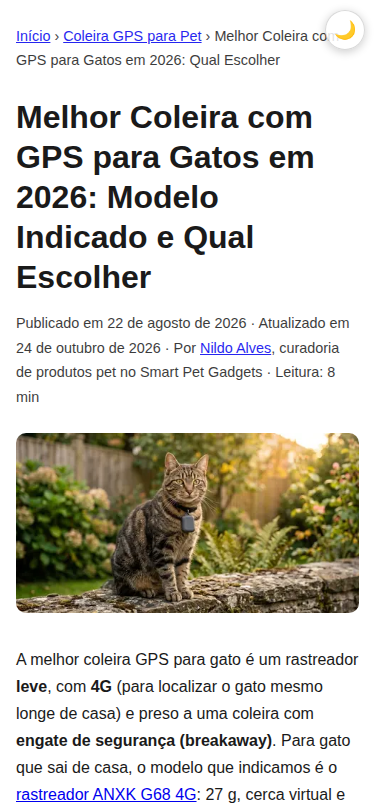 Início › Coleira GPS para Pet › Melhor Coleira com
GPS para Gatos em 2026: Qual Escolher
Melhor Coleira com
GPS para Gatos em
2026: Modelo
Indicado e Qual
Escolher
Publicado em 22 de agosto de 2026 · Atualizado em
24 de outubro de 2026 · Por Nildo Alves, curadoria
de produtos pet no Smart Pet Gadgets · Leitura: 8
min
A melhor coleira GPS para gato é um rastreador
leve, com 4G (para localizar o gato mesmo
longe de casa) e preso a uma coleira com
engate de segurança (breakaway). Para gato
que sai de casa, o modelo que indicamos é o
rastreador ANXK G68 4G: 27 g, cerca virtual e